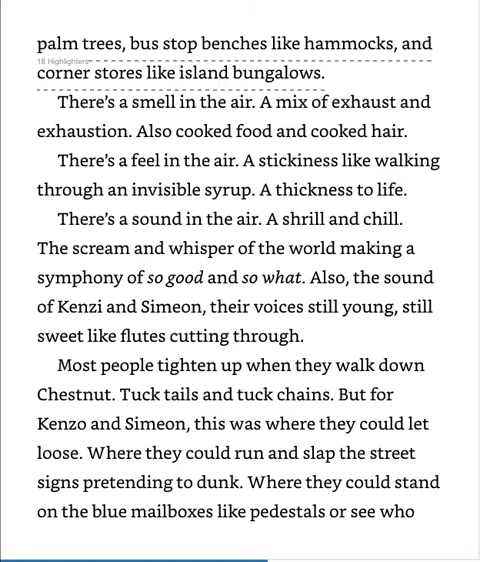 palm trees, bus stop benches like hammocks, and
18 Highlighters
corner stores like island bungalows.
There’s a smell in the air. A mix of exhaust and
exhaustion. Also cooked food and cooked hair.
There’s a feel in the air. A stickiness like walking
through an invisible syrup. A thickness to life.
There’s a sound in the air. A shrill and chill.
The scream and whisper of the world making a
symphony of so good and so what. Also, the sound
of Kenzi and Simeon, their voices still young, still
sweet like flutes cutting through.
Most people tighten up when they walk down
Chestnut. Tuck tails and tuck chains. But for
Kenzo and Simeon, this was where they could let
loose. Where they could run and slap the street
signs pretending to dunk. Where they could stand
on the blue mailboxes like pedestals or see who